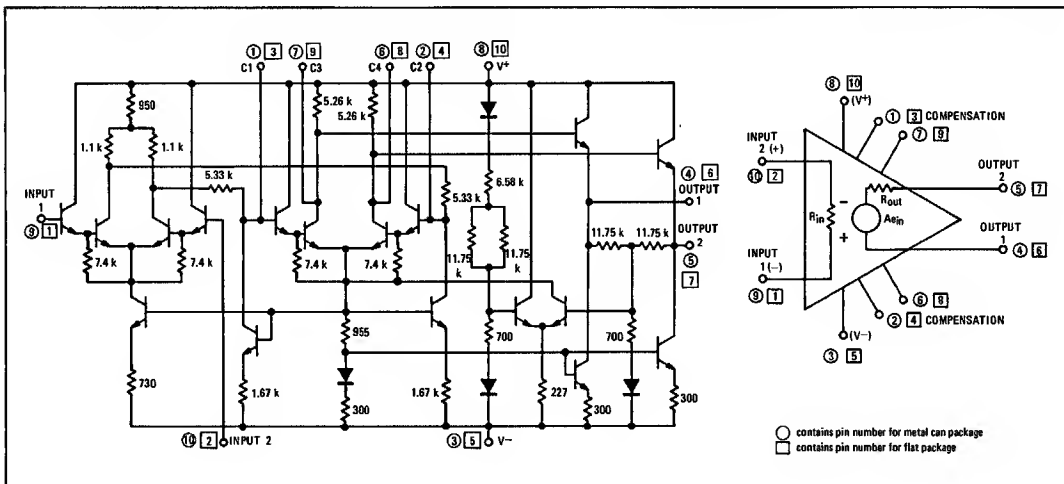 ① 3 ⑦ 9 ⑥ 8 ② 4 ⑧ 10
C1 C3 C4 C2 V+
950
5.26 k
5.26 k
1.1 k 1.1 k
5.33 k
5.33 k
6.58 k
INPUT
1
⑨ 1
7.4 k 7.4 k 7.4 k 7.4 k
11.75 k
11.75 k
11.75 k 11.75 k
④ 6
OUTPUT
1
OUTPUT
2
⑤
7
955
700 700
730
1.67 k
300
1.67 k
227
300
300
⑩ 2 INPUT 2
③ 5 V−
⑧ 10
(V+)
① 3 COMPENSATION
⑦ 9
INPUT
2 (+)
⑩ 2
OUTPUT
2
⑤ 7
Rout
Rin
−
+
Aein
OUTPUT
1
④ 6
INPUT
1 (−)
⑨ 1
⑥ 8
② 4 COMPENSATION
(V−)
③ 5
○ contains pin number for metal can package
□ contains pin number for flat package